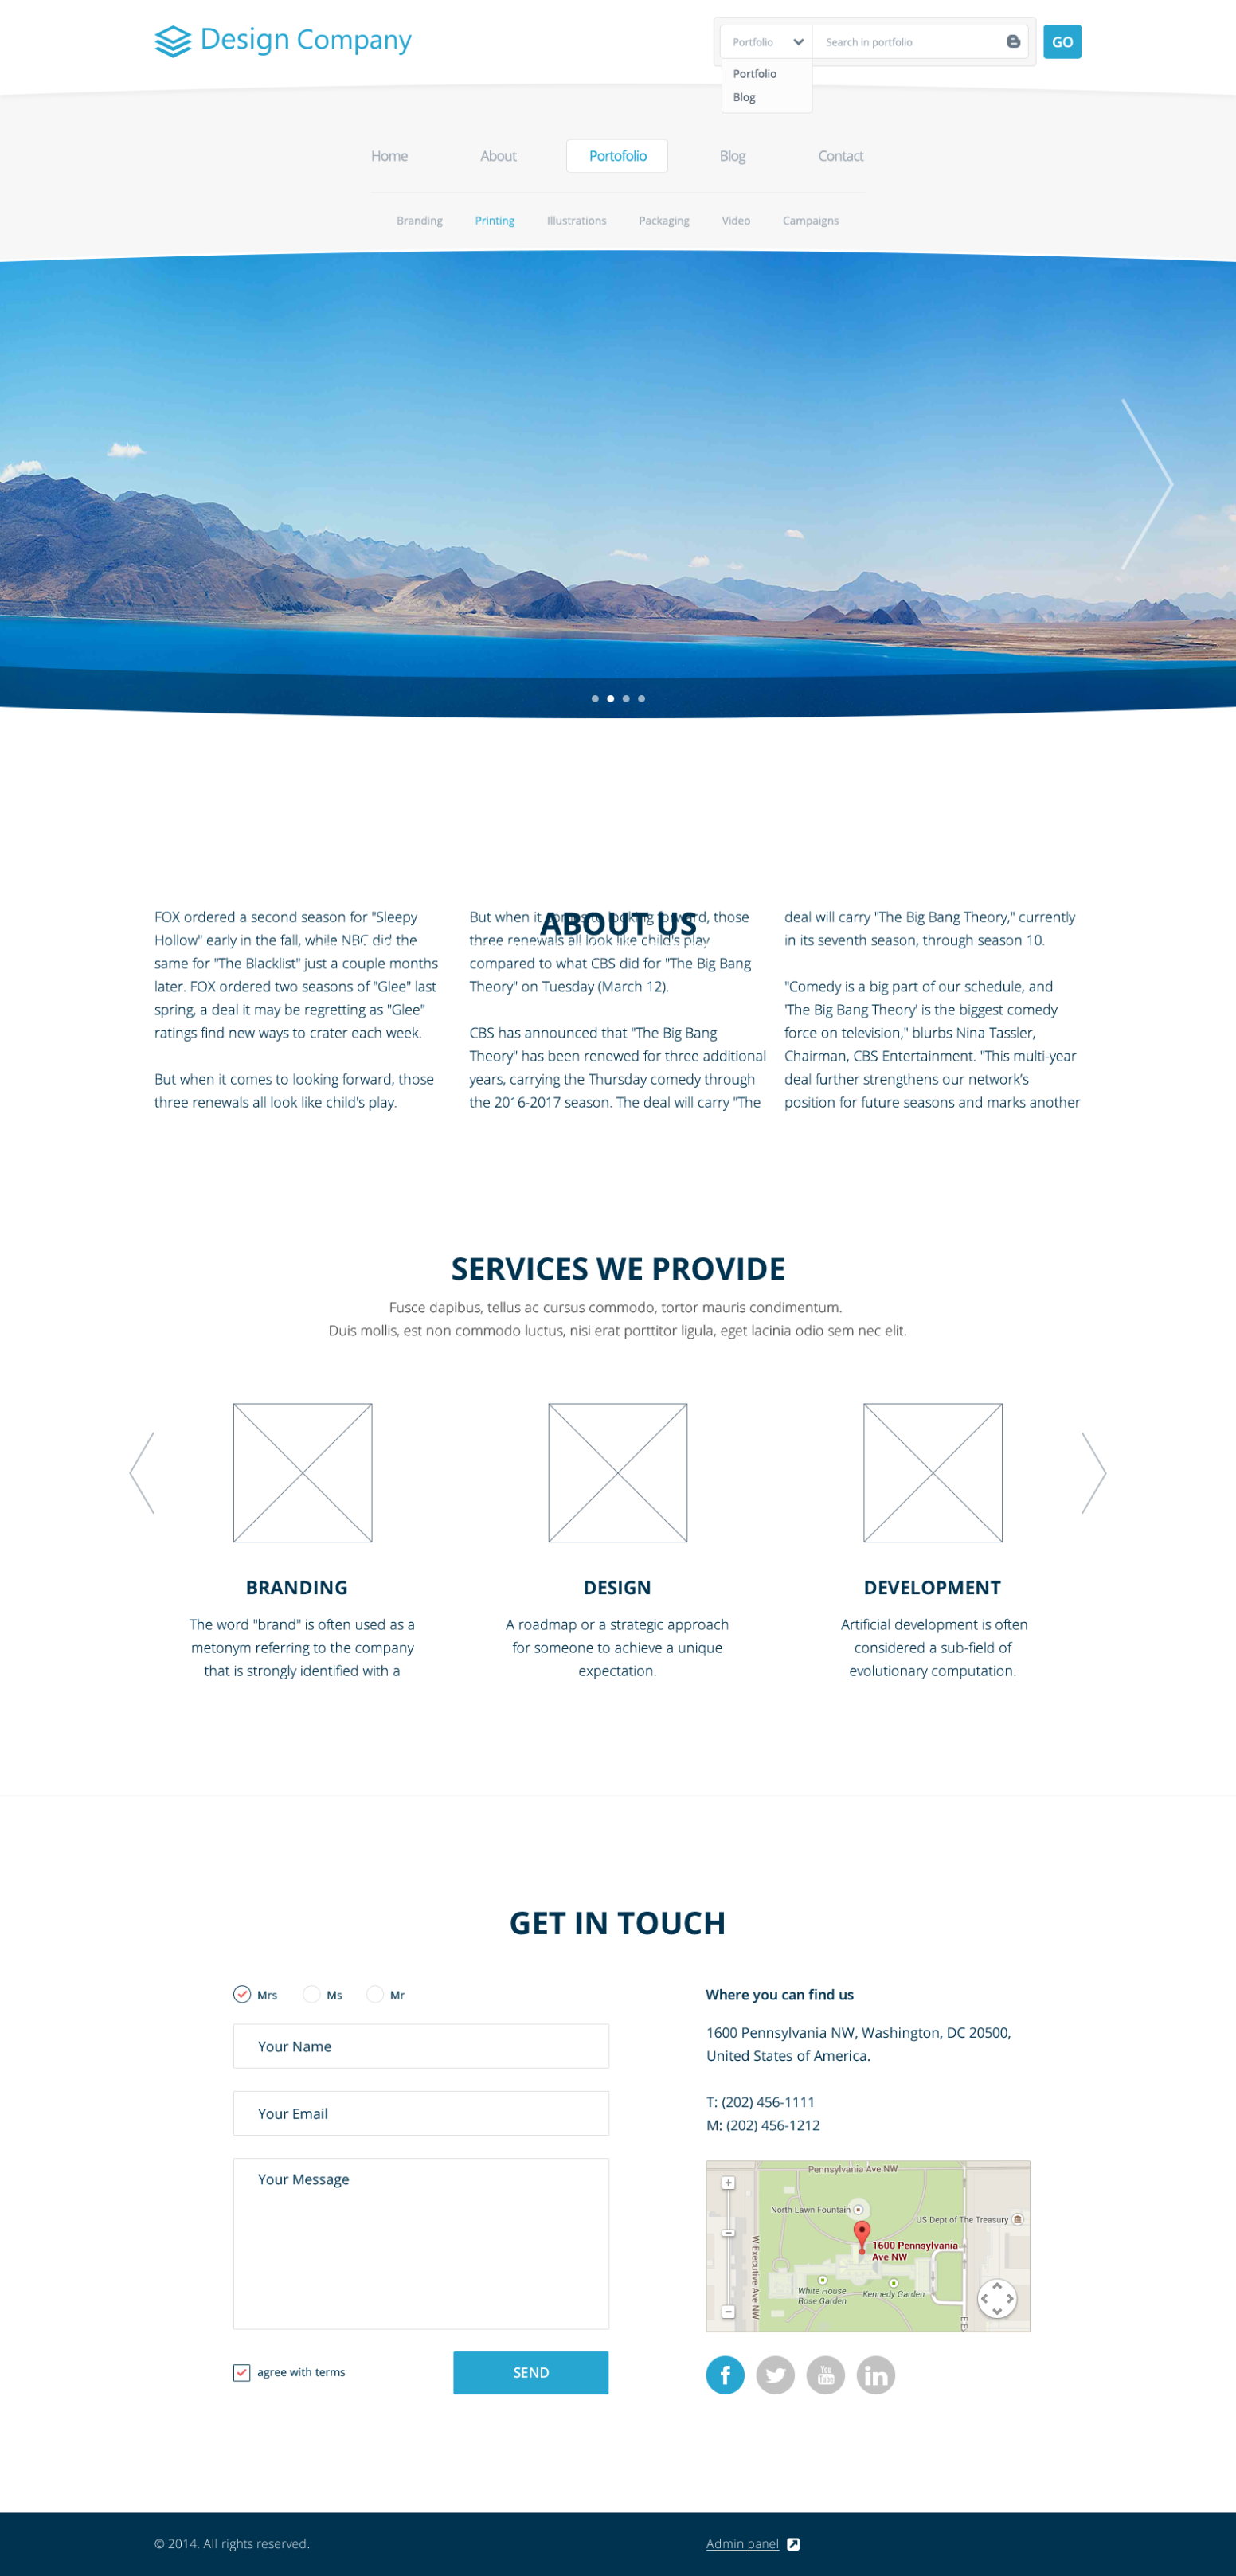 Design Company
Portfolio
Search in portfolio
GO
Portfolio
Blog
Home
About
Portofolio
Blog
Contact
Branding
Printing
Illustrations
Packaging
Video
Campaigns
ABOUT US
FOX ordered a second season for "Sleepy
Hollow" early in the fall, while NBC did the
same for "The Blacklist" just a couple months
later. FOX ordered two seasons of "Glee" last
spring, a deal it may be regretting as "Glee"
ratings find new ways to crater each week.
But when it comes to looking forward, those
three renewals all look like child's play.
But when it comes to looking forward, those
three renewals all look like child's play
compared to what CBS did for "The Big Bang
Theory" on Tuesday (March 12).
CBS has announced that "The Big Bang
Theory" has been renewed for three additional
years, carrying the Thursday comedy through
the 2016-2017 season. The deal will carry "The
deal will carry "The Big Bang Theory," currently
in its seventh season, through season 10.
"Comedy is a big part of our schedule, and
'The Big Bang Theory' is the biggest comedy
force on television," blurbs Nina Tassler,
Chairman, CBS Entertainment. "This multi-year
deal further strengthens our network's
position for future seasons and marks another
SERVICES WE PROVIDE
Fusce dapibus, tellus ac cursus commodo, tortor mauris condimentum.
Duis mollis, est non commodo luctus, nisi erat porttitor ligula, eget lacinia odio sem nec elit.
BRANDING
The word "brand" is often used as a
metonym referring to the company
that is strongly identified with a
DESIGN
A roadmap or a strategic approach
for someone to achieve a unique
expectation.
DEVELOPMENT
Artificial development is often
considered a sub-field of
evolutionary computation.
GET IN TOUCH
Mrs
Ms
Mr
Your Name
Your Email
Your Message
agree with terms
SEND
Where you can find us
1600 Pennsylvania NW, Washington, DC 20500,
United States of America.
T: (202) 456-1111
M: (202) 456-1212
Pennsylvania Ave NW
North Lawn Fountain
US Dept of The Treasury
1600 Pennsylvania
Ave NW
W Executive Ave NW
White House
Rose Garden
Kennedy Garden
You
Tube
in
© 2014. All rights reserved.
Admin panel